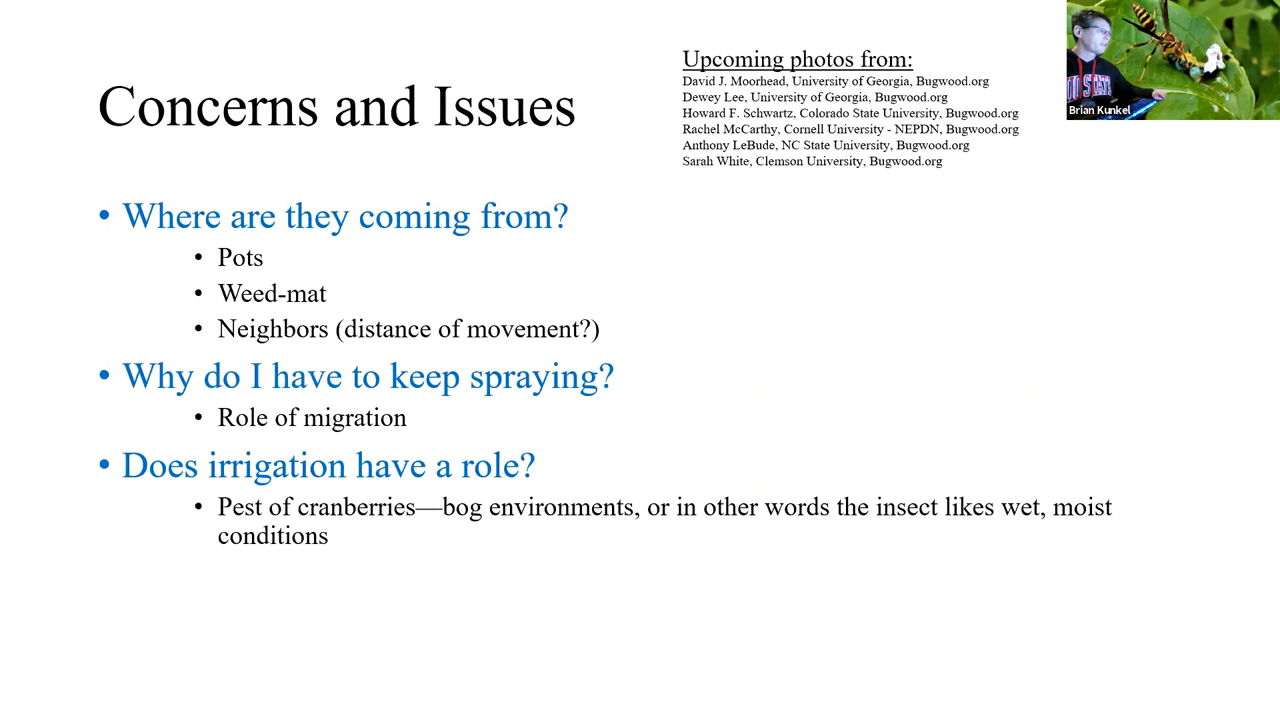 Concerns and Issues
Upcoming photos from:
David J. Moorhead, University of Georgia, Bugwood.org
Dewey Lee, University of Georgia, Bugwood.org
Howard F. Schwartz, Colorado State University, Bugwood.org
Rachel McCarthy, Cornell University - NEPDN, Bugwood.org
Anthony LeBude, NC State University, Bugwood.org
Sarah White, Clemson University, Bugwood.org
Brian Kunkel
• Where are they coming from?
• Pots
• Weed-mat
• Neighbors (distance of movement?)
• Why do I have to keep spraying?
• Role of migration
• Does irrigation have a role?
• Pest of cranberries—bog environments, or in other words the insect likes wet, moist
conditions